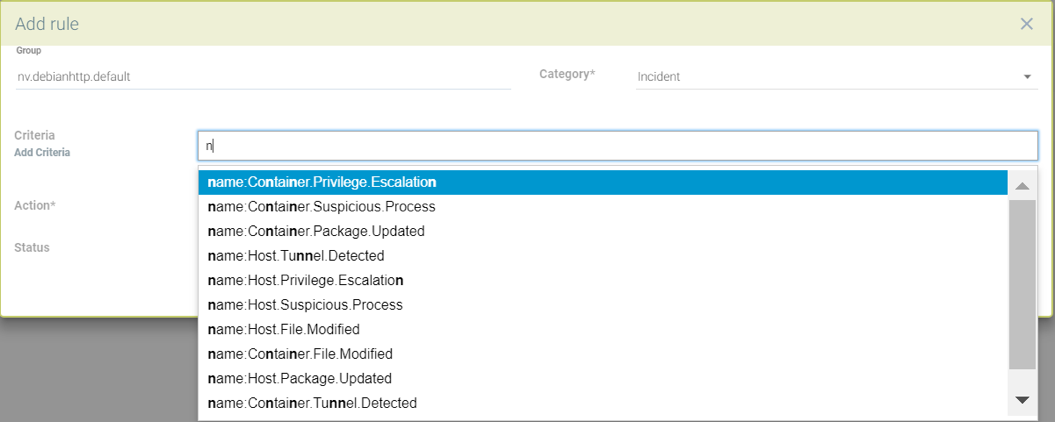 Add rule
Group
nv.debianhttp.default
Category*
Incident
Criteria
Add Criteria
n
name:Container.Privilege.Escalation
name:Container.Suspicious.Process
name:Container.Package.Updated
Action*
name:Host.Tunnel.Detected
Status
name:Host.Privilege.Escalation
name:Host.Suspicious.Process
name:Host.File.Modified
name:Container.File.Modified
name:Host.Package.Updated
name:Container.Tunnel.Detected